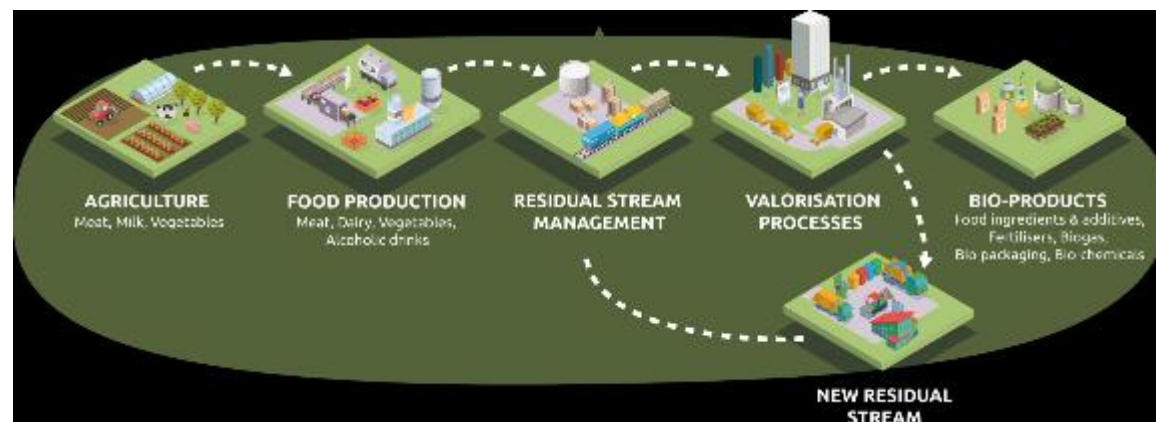 AGRICULTURE
Meat, Milk, Vegetables
FOOD PRODUCTION
Meat, Dairy, Vegetables,
Alcoholic drinks
RESIDUAL STREAM
MANAGEMENT
VALORISATION
PROCESSES
BIO-PRODUCTS
Food ingredients & additives,
Fertilisers, Biogas,
Bio packaging, Bio chemicals
NEW RESIDUAL
STREAM